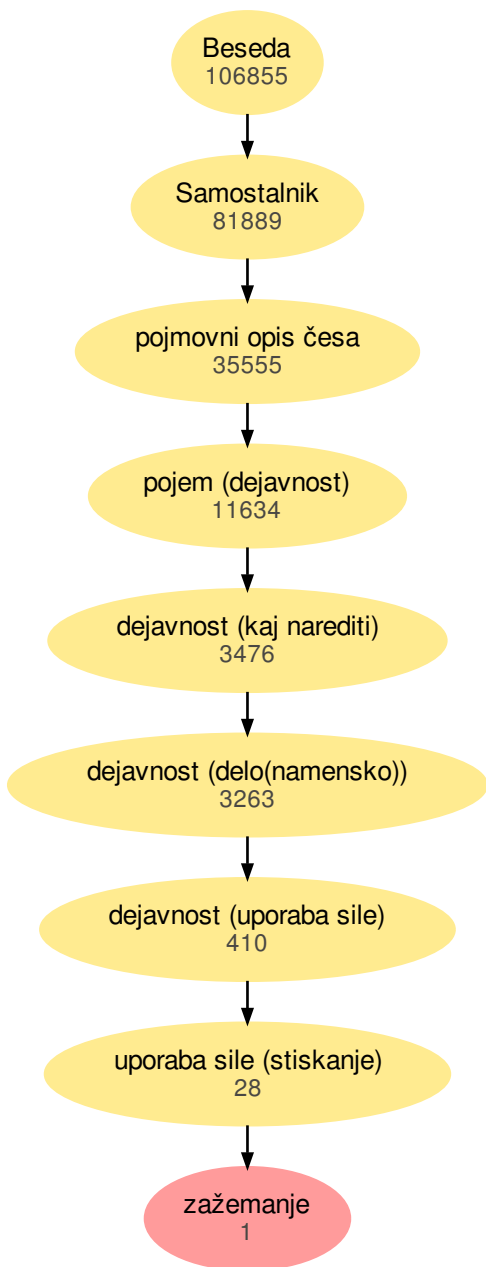 Beseda
106855
Samostalnik
81889
pojmovni opis česa
35555
pojem (dejavnost)
11634
dejavnost (kaj narediti)
3476
dejavnost (delo(namensko))
3263
dejavnost (uporaba sile)
410
uporaba sile (stiskanje)
28
zažemanje
1